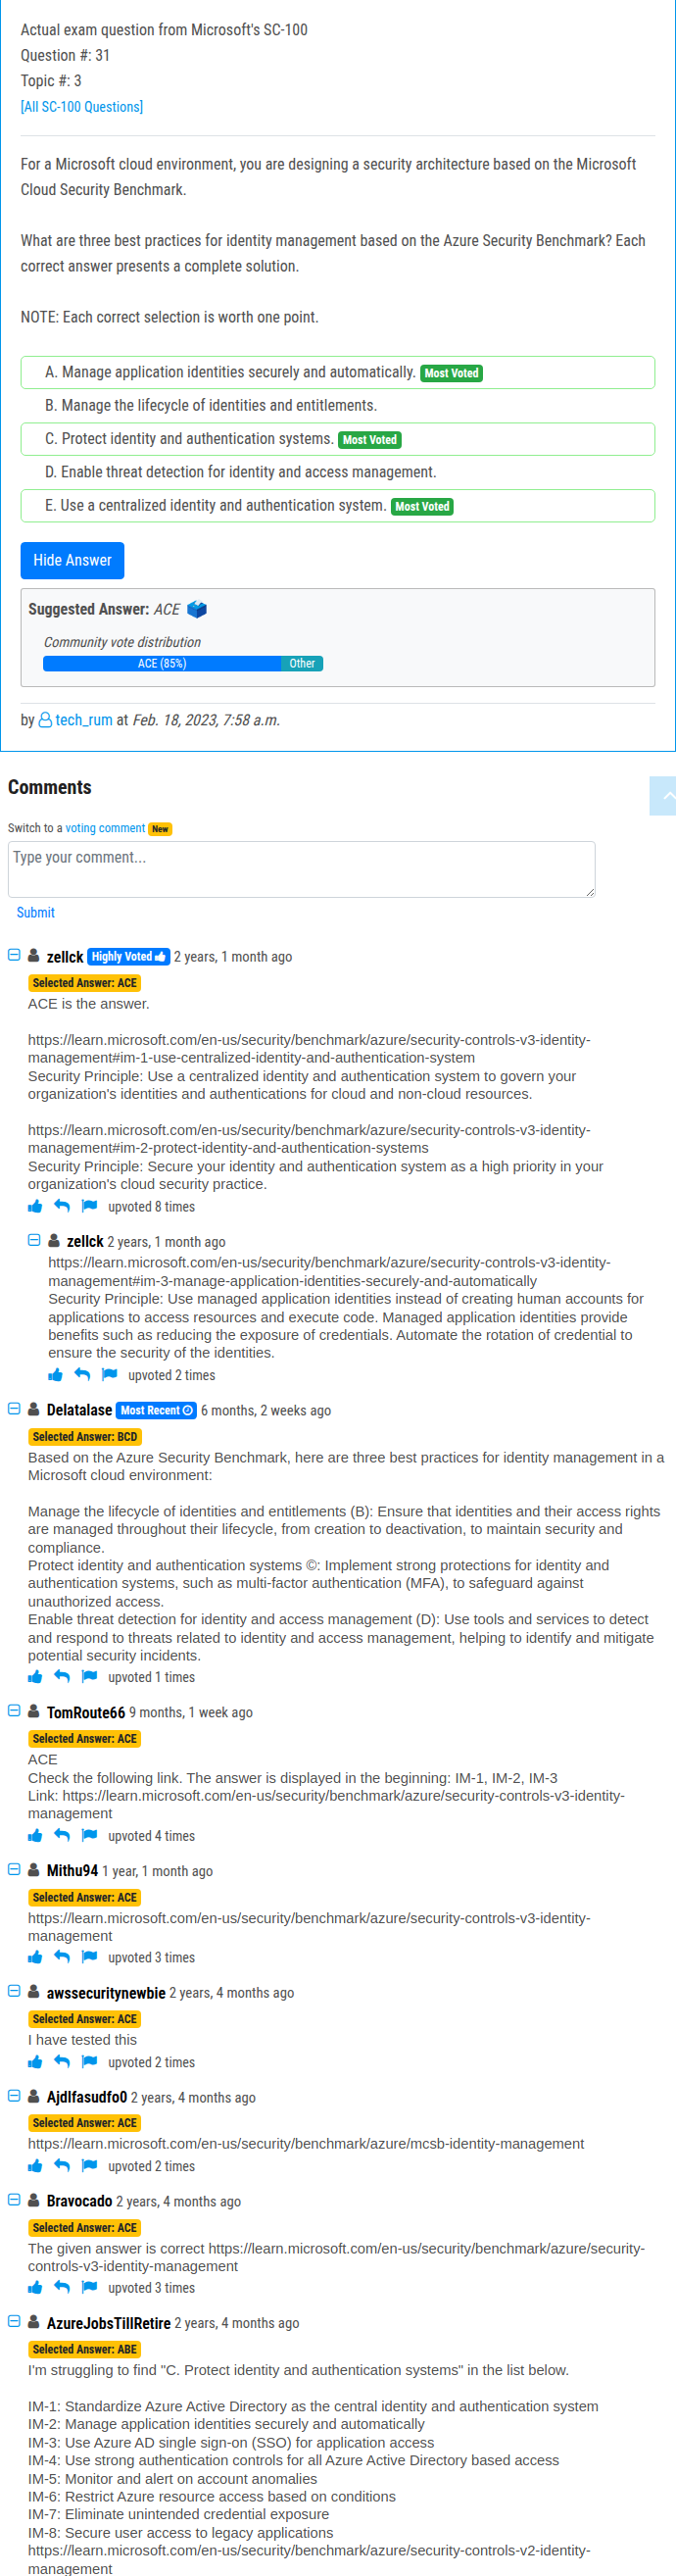 Actual exam question from Microsoft's SC-100
Question #: 31
Topic #: 3
[All SC-100 Questions]
For a Microsoft cloud environment, you are designing a security architecture based on the Microsoft
Cloud Security Benchmark.
What are three best practices for identity management based on the Azure Security Benchmark? Each
correct answer presents a complete solution.
NOTE: Each correct selection is worth one point.
A. Manage application identities securely and automatically. Most Voted
B. Manage the lifecycle of identities and entitlements.
C. Protect identity and authentication systems. Most Voted
D. Enable threat detection for identity and access management.
E. Use a centralized identity and authentication system. Most Voted
Hide Answer
Suggested Answer: ACE
Community vote distribution
ACE (85%) Other
by tech_rum at Feb. 18, 2023, 7:58 a.m.
Comments
Switch to a voting comment New
Type your comment...
Submit
zellck Highly Voted 2 years, 1 month ago
Selected Answer: ACE
ACE is the answer.
https://learn.microsoft.com/en-us/security/benchmark/azure/security-controls-v3-identity-
management#im-1-use-centralized-identity-and-authentication-system
Security Principle: Use a centralized identity and authentication system to govern your
organization's identities and authentications for cloud and non-cloud resources.
https://learn.microsoft.com/en-us/security/benchmark/azure/security-controls-v3-identity-
management#im-2-protect-identity-and-authentication-systems
Security Principle: Secure your identity and authentication system as a high priority in your
organization's cloud security practice.
upvoted 8 times
zellck 2 years, 1 month ago
https://learn.microsoft.com/en-us/security/benchmark/azure/security-controls-v3-identity-
management#im-3-manage-application-identities-securely-and-automatically
Security Principle: Use managed application identities instead of creating human accounts for
applications to access resources and execute code. Managed application identities provide
benefits such as reducing the exposure of credentials. Automate the rotation of credential to
ensure the security of the identities.
upvoted 2 times
Delatalase Most Recent 6 months, 2 weeks ago
Selected Answer: BCD
Based on the Azure Security Benchmark, here are three best practices for identity management in a
Microsoft cloud environment:
Manage the lifecycle of identities and entitlements (B): Ensure that identities and their access rights
are managed throughout their lifecycle, from creation to deactivation, to maintain security and
compliance.
Protect identity and authentication systems ©: Implement strong protections for identity and
authentication systems, such as multi-factor authentication (MFA), to safeguard against
unauthorized access.
Enable threat detection for identity and access management (D): Use tools and services to detect
and respond to threats related to identity and access management, helping to identify and mitigate
potential security incidents.
upvoted 1 times
TomRoute66 9 months, 1 week ago
Selected Answer: ACE
ACE
Check the following link. The answer is displayed in the beginning: IM-1, IM-2, IM-3
Link: https://learn.microsoft.com/en-us/security/benchmark/azure/security-controls-v3-identity-
management
upvoted 4 times
Mithu94 1 year, 1 month ago
Selected Answer: ACE
https://learn.microsoft.com/en-us/security/benchmark/azure/security-controls-v3-identity-
management
upvoted 3 times
awssecuritynewbie 2 years, 4 months ago
Selected Answer: ACE
I have tested this
upvoted 2 times
Ajdlfasudfo0 2 years, 4 months ago
Selected Answer: ACE
https://learn.microsoft.com/en-us/security/benchmark/azure/mcsb-identity-management
upvoted 2 times
Bravocado 2 years, 4 months ago
Selected Answer: ACE
The given answer is correct https://learn.microsoft.com/en-us/security/benchmark/azure/security-
controls-v3-identity-management
upvoted 3 times
AzureJobsTillRetire 2 years, 4 months ago
Selected Answer: ABE
I'm struggling to find "C. Protect identity and authentication systems" in the list below.
IM-1: Standardize Azure Active Directory as the central identity and authentication system
IM-2: Manage application identities securely and automatically
IM-3: Use Azure AD single sign-on (SSO) for application access
IM-4: Use strong authentication controls for all Azure Active Directory based access
IM-5: Monitor and alert on account anomalies
IM-6: Restrict Azure resource access based on conditions
IM-7: Eliminate unintended credential exposure
IM-8: Secure user access to legacy applications
https://learn.microsoft.com/en-us/security/benchmark/azure/security-controls-v2-identity-
management